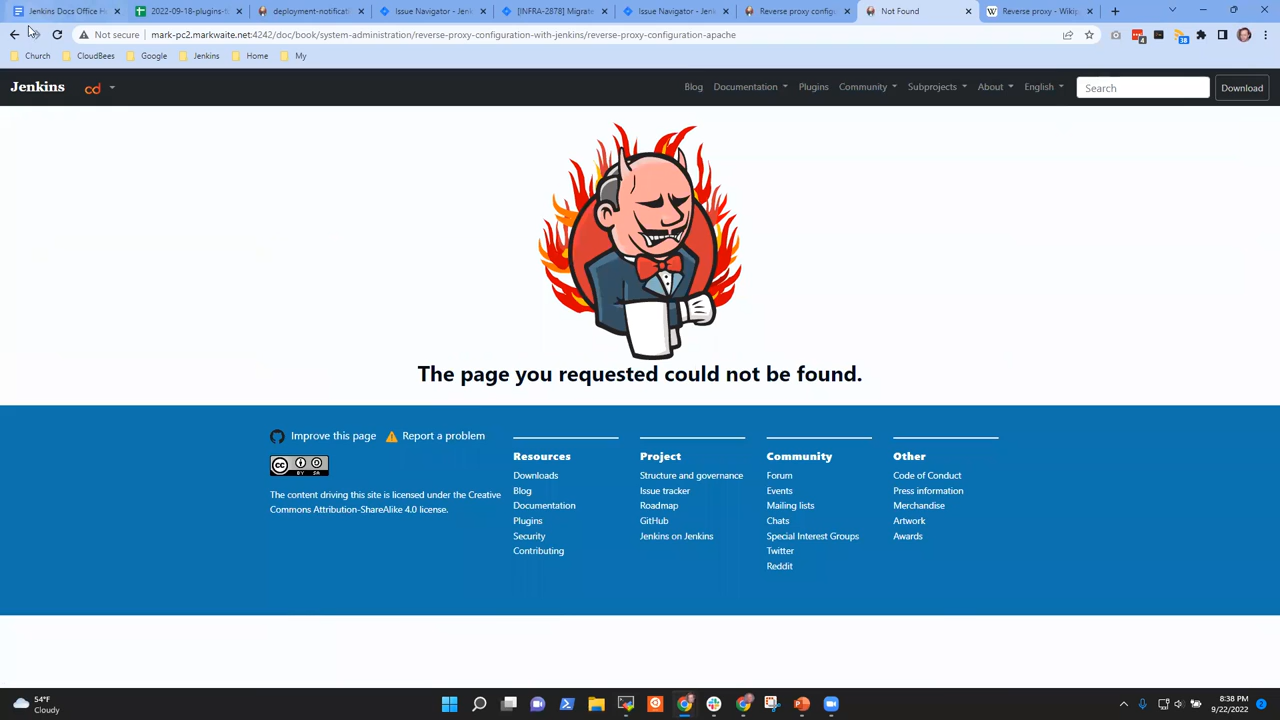 Jenkins Docs Office H
2022-09-18-plugins-t
deployment-notificati
Issue Navigator - Jen
[INFRA-2878] Migrate
Issue Navigator - Jen
Reverse proxy config
Not Found
Reverse proxy - Wiki
Not secure
mark-pc2.markwaite.net:4242/doc/book/system-administration/reverse-proxy-configuration-with-jenkins/reverse-proxy-configuration-apache
Church
CloudBees
Google
Jenkins
Home
My
Jenkins
cd
Blog
Documentation
Plugins
Community
Subprojects
About
English
Search
Download
The page you requested could not be found.
Improve this page
Report a problem
CC BY SA
The content driving this site is licensed under the Creative
Commons Attribution-ShareAlike 4.0 license.
Resources
Downloads
Blog
Documentation
Plugins
Security
Contributing
Project
Structure and governance
Issue tracker
Roadmap
GitHub
Jenkins on Jenkins
Community
Forum
Events
Mailing lists
Chats
Special Interest Groups
Twitter
Reddit
Other
Code of Conduct
Press information
Merchandise
Artwork
Awards
54°F
Cloudy
8:38 PM
9/22/2022